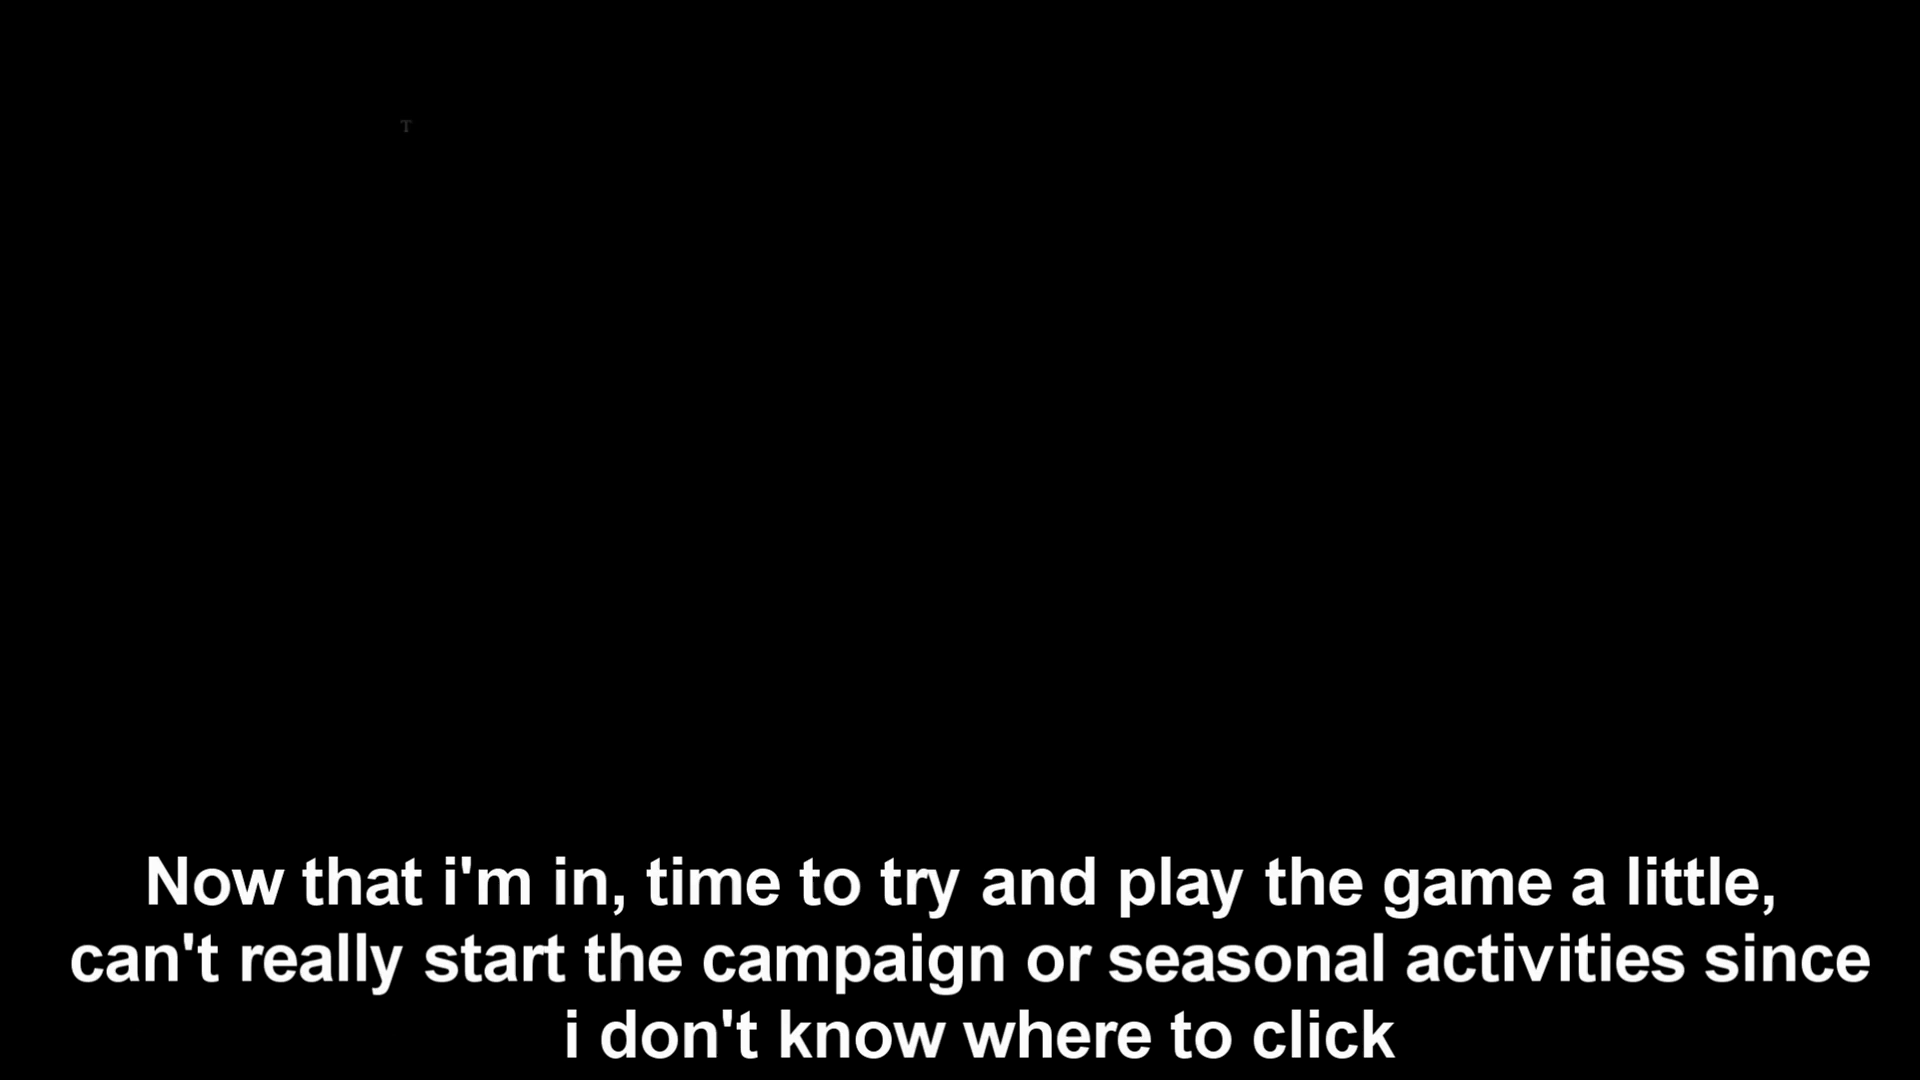 T
Now that i'm in, time to try and play the game a little,
can't really start the campaign or seasonal activities since
i don't know where to click